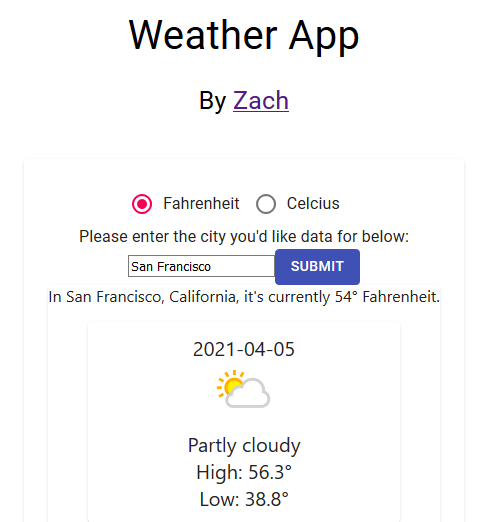 Weather App
By Zach
Fahrenheit Celcius
Please enter the city you'd like data for below:
San Francisco SUBMIT
In San Francisco, California, it's currently 54° Fahrenheit.
2021-04-05
Partly cloudy
High: 56.3°
Low: 38.8°